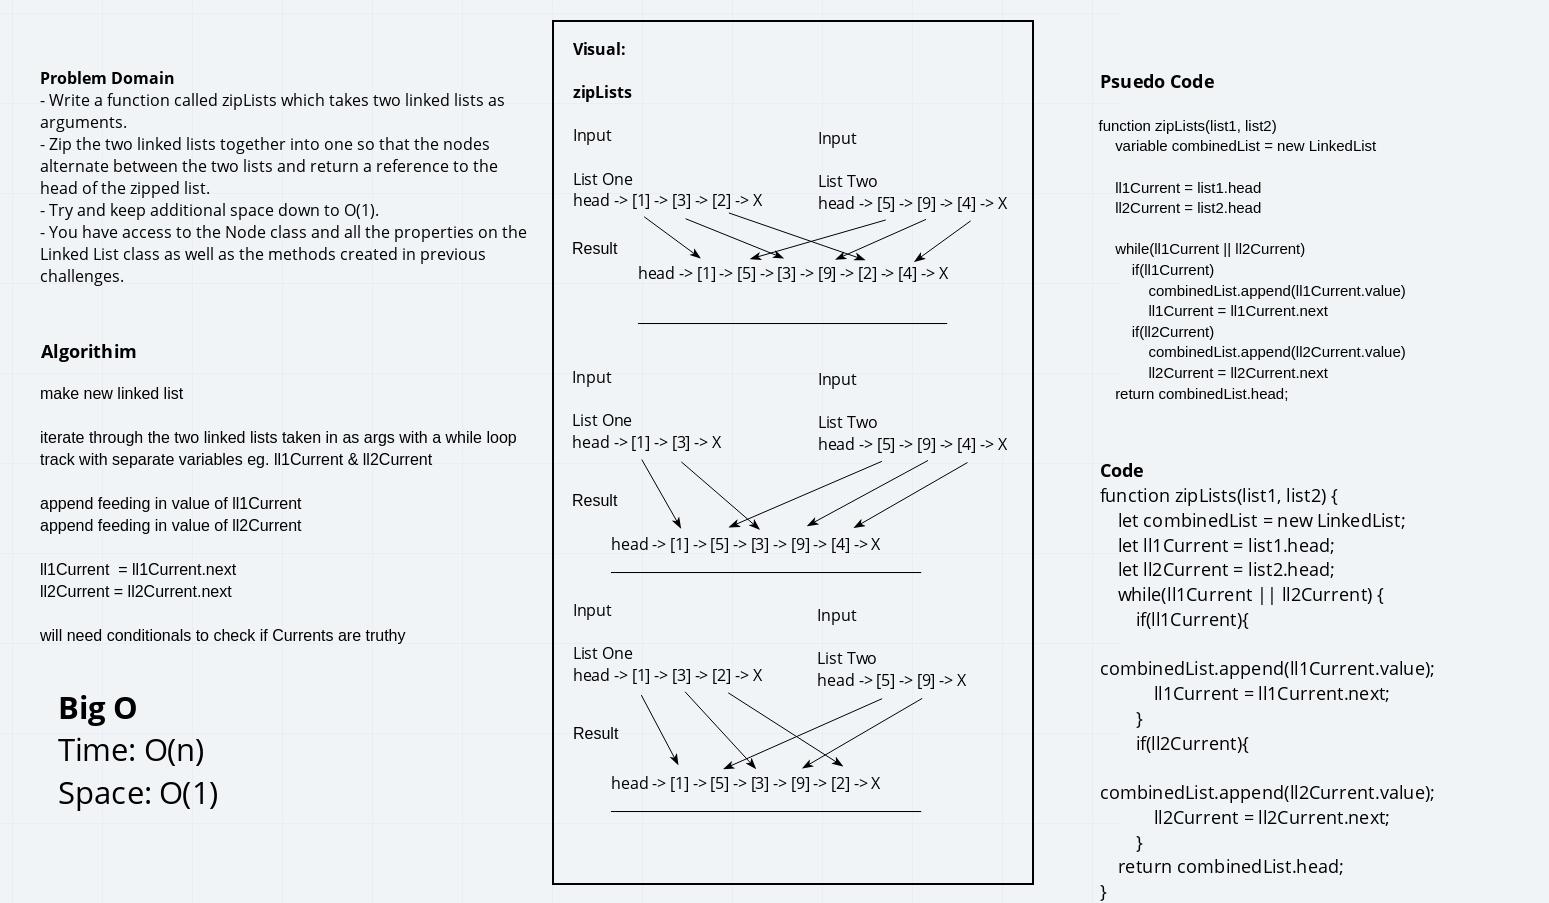 Problem Domain
- Write a function called zipLists which takes two linked lists as
arguments.
- Zip the two linked lists together into one so that the nodes
alternate between the two lists and return a reference to the
head of the zipped list.
- Try and keep additional space down to O(1).
- You have access to the Node class and all the properties on the
Linked List class as well as the methods created in previous
challenges.
Algorithim
make new linked list
iterate through the two linked lists taken in as args with a while loop
track with separate variables eg. ll1Current & ll2Current
append feeding in value of ll1Current
append feeding in value of ll2Current
ll1Current  = ll1Current.next
ll2Current = ll2Current.next
will need conditionals to check if Currents are truthy
Big O
Time: O(n)
Space: O(1)
Visual:
zipLists
Input
Input
List One
head -> [1] -> [3] -> [2] -> X
List Two
head -> [5] -> [9] -> [4] -> X
Result
head -> [1] -> [5] -> [3] -> [9] -> [2] -> [4] -> X
Input
Input
List One
head -> [1] -> [3] -> X
List Two
head -> [5] -> [9] -> [4] -> X
Result
head -> [1] -> [5] -> [3] -> [9] -> [4] -> X
Input
Input
List One
head -> [1] -> [3] -> [2] -> X
List Two
head -> [5] -> [9] -> X
Result
head -> [1] -> [5] -> [3] -> [9] -> [2] -> X
Psuedo Code
function zipLists(list1, list2)
    variable combinedList = new LinkedList
    ll1Current = list1.head
    ll2Current = list2.head
    while(ll1Current || ll2Current)
        if(ll1Current)
            combinedList.append(ll1Current.value)
            ll1Current = ll1Current.next
        if(ll2Current)
            combinedList.append(ll2Current.value)
            ll2Current = ll2Current.next
    return combinedList.head;
Code
function zipLists(list1, list2) {
    let combinedList = new LinkedList;
    let ll1Current = list1.head;
    let ll2Current = list2.head;
    while(ll1Current || ll2Current) {
        if(ll1Current){
combinedList.append(ll1Current.value);
            ll1Current = ll1Current.next;
        }
        if(ll2Current){
combinedList.append(ll2Current.value);
            ll2Current = ll2Current.next;
        }
    return combinedList.head;
}